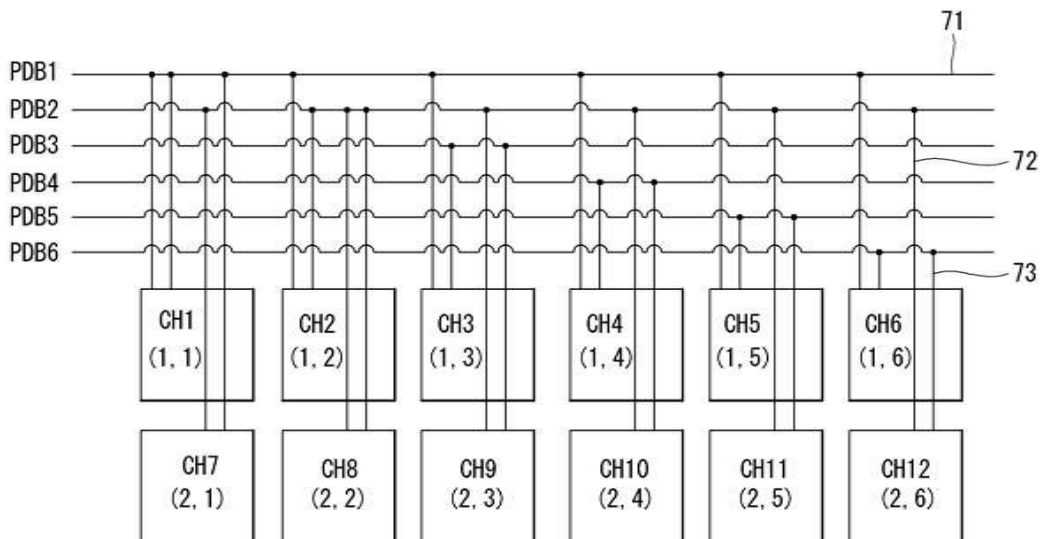 71
PDB1
PDB2
PDB3
72
PDB4
PDB5
PDB6
73
CH1 CH2 CH3 CH4 CH5 CH6
(1, 1) (1, 2) (1, 3) (1, 4) (1, 5) (1, 6)
CH7 CH8 CH9 CH10 CH11 CH12
(2, 1) (2, 2) (2, 3) (2, 4) (2, 5) (2, 6)